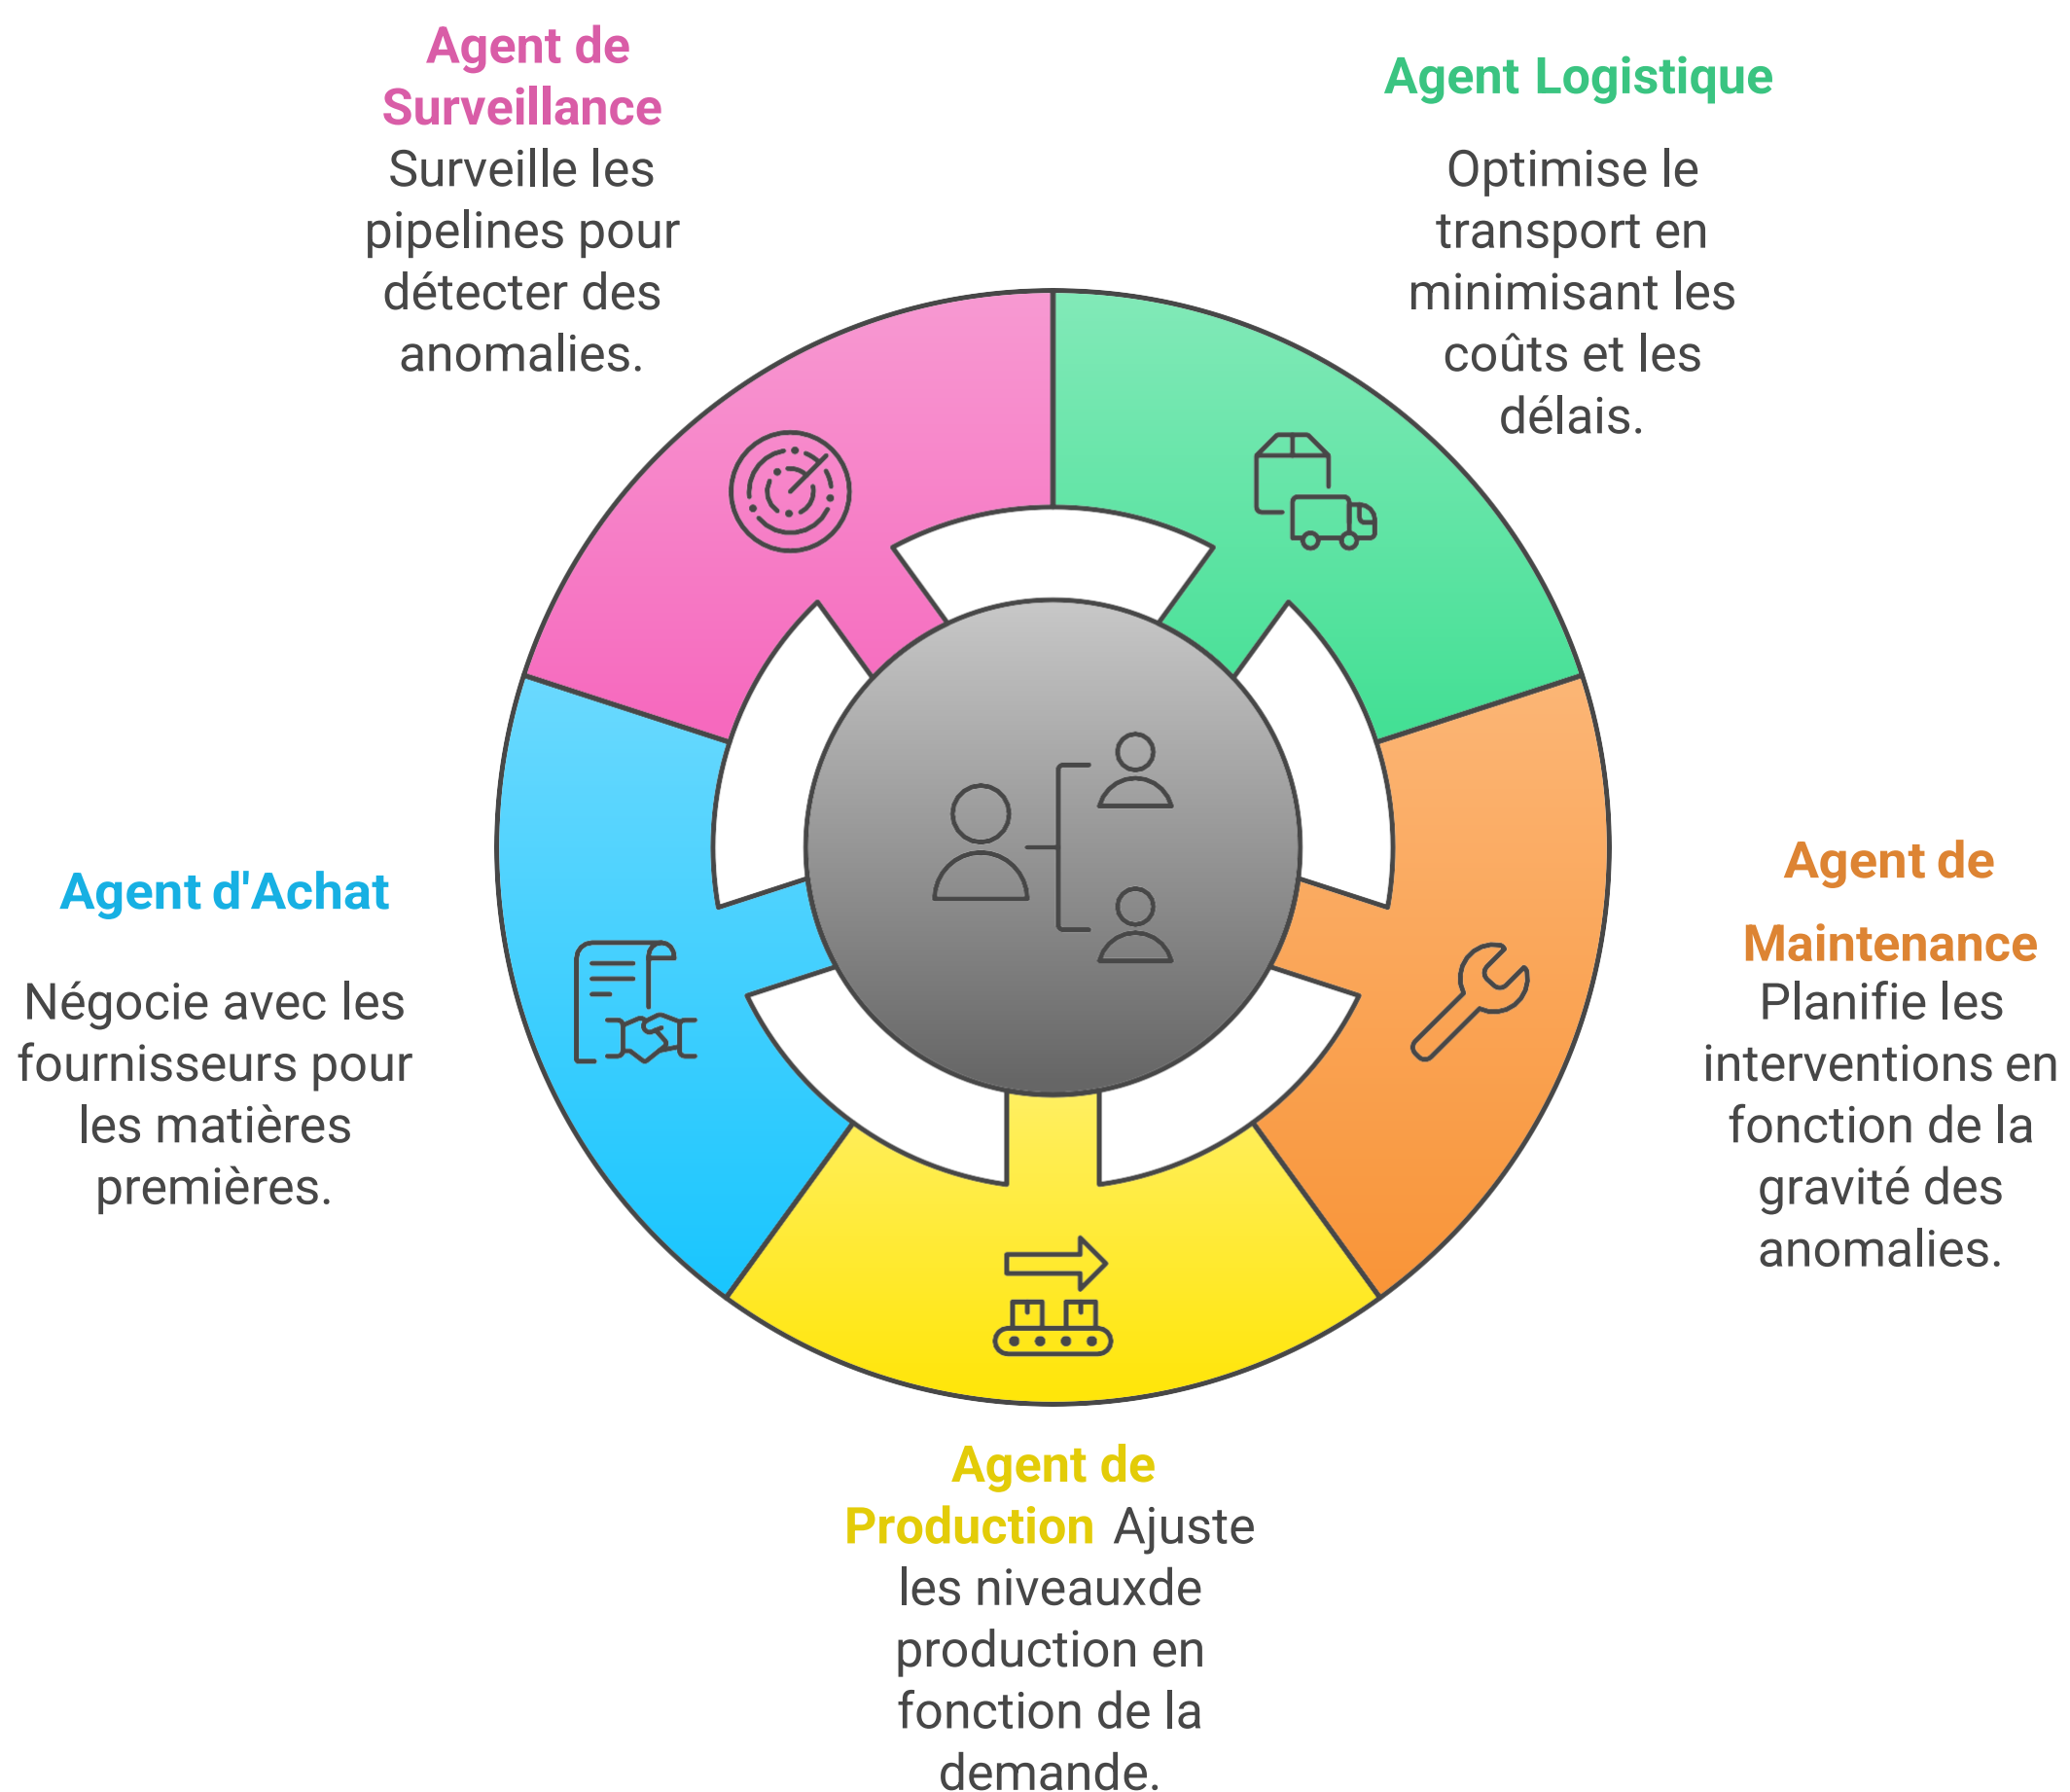 Agent de
Surveillance
Surveille les
pipelines pour
détecter des
anomalies.
Agent Logistique
Optimise le
transport en
minimisant les
coûts et les
délais.
Agent d'Achat
Négocie avec les
fournisseurs pour
les matières
premières.
Agent de
Maintenance
Planifie les
interventions en
fonction de la
gravité des
anomalies.
Agent de
Production Ajuste
les niveauxde
production en
fonction de la
demande.